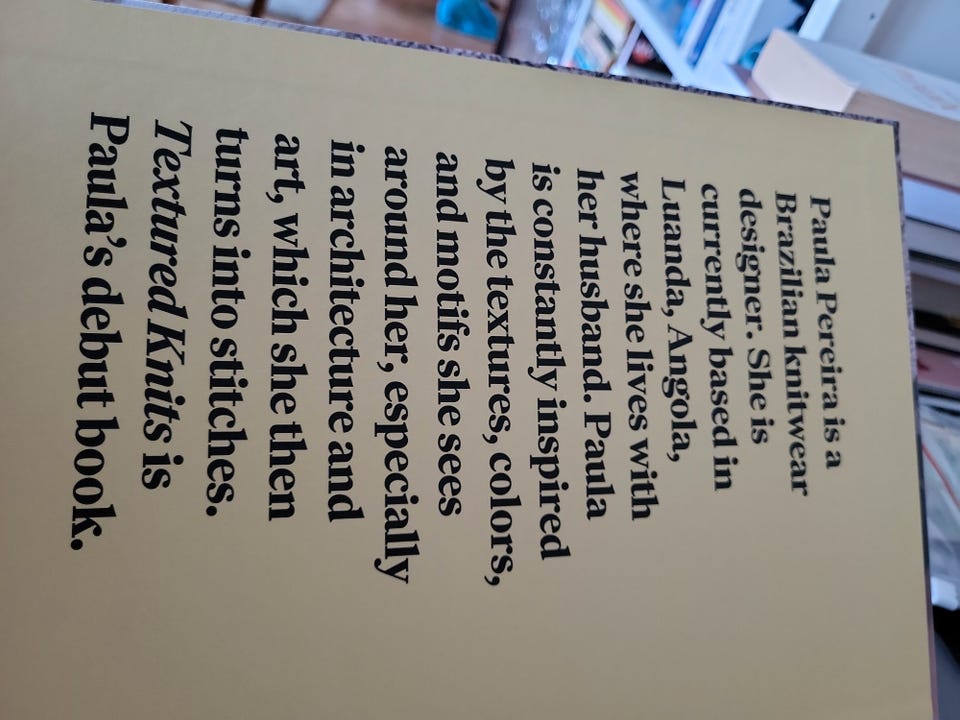 Paula Pereira is a
Brazilian knitwear
designer. She is
currently based in
Luanda, Angola,
where she lives with
her husband. Paula
is constantly inspired
by the textures, colors,
and motifs she sees
around her, especially
in architecture and
art, which she then
turns into stitches.
Textured Knits is
Paula’s debut book.